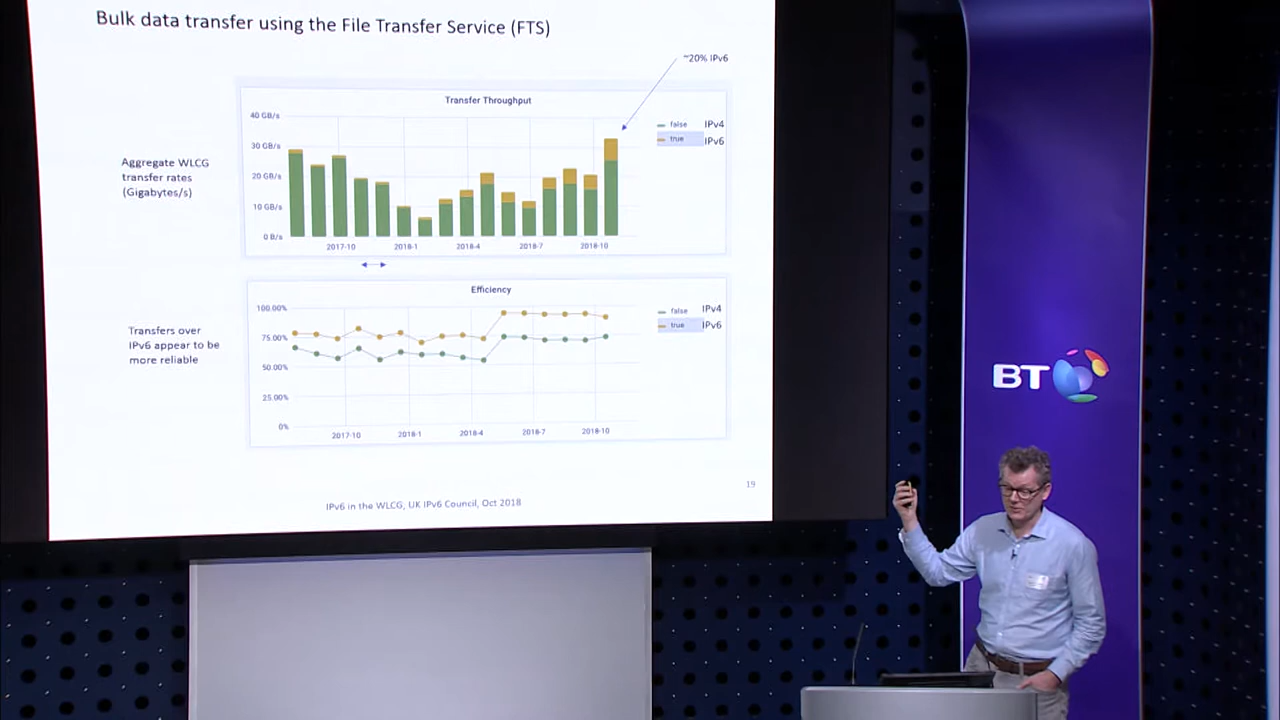 Bulk data transfer using the File Transfer Service (FTS)
~20% IPv6
Transfer Throughput
40 GB/s
30 GB/s
20 GB/s
10 GB/s
0 B/s
2017-10
2018-1
2018-4
2018-7
2018-10
false IPv4
true IPv6
Aggregate WLCG
transfer rates
(Gigabytes/s)
Efficiency
100.00%
75.00%
50.00%
25.00%
0%
2017-10
2018-1
2018-4
2018-7
2018-10
false IPv4
true IPv6
Transfers over
IPv6 appear to be
more reliable
19
IPv6 in the WLCG, UK IPv6 Council, Oct 2018
BT